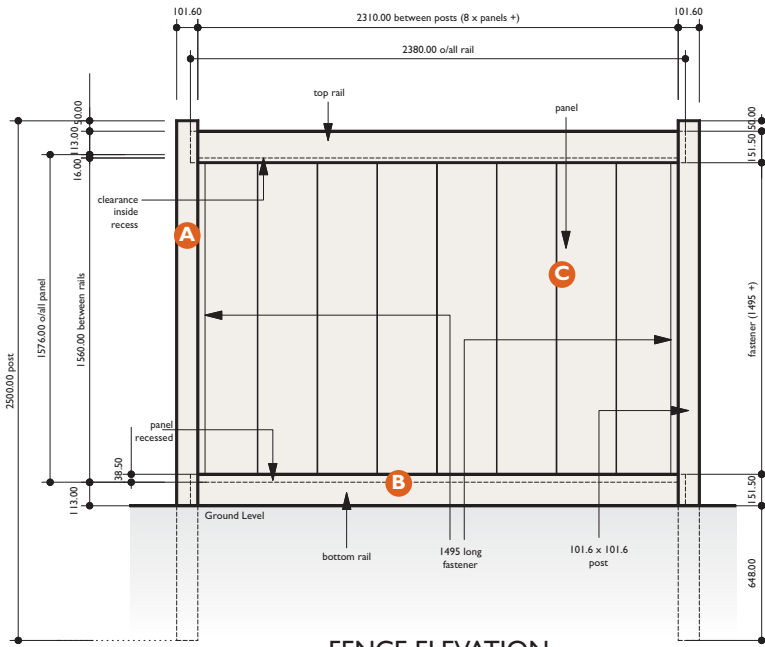 101.60
2310.00 between posts (8 x panels +)
101.60
2380.00 o/all rail
top rail
panel
50.00
113.00
16.00
50.00
151.50
clearance
inside
recess
A
C
2500.00 post
1576.00 o/all panel
1560.00 between rails
fastener (1495 +)
panel
recessed
38.50
113.00
B
151.50
Ground Level
bottom rail
1495 long
fastener
101.6 x 101.6
post
648.00
FENCE ELEVATION